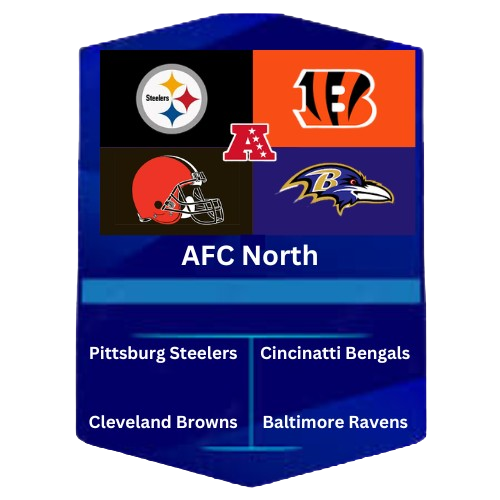 Steelers
B
A
B
AFC North
Pittsburg Steelers
Cincinatti Bengals
Cleveland Browns
Baltimore Ravens